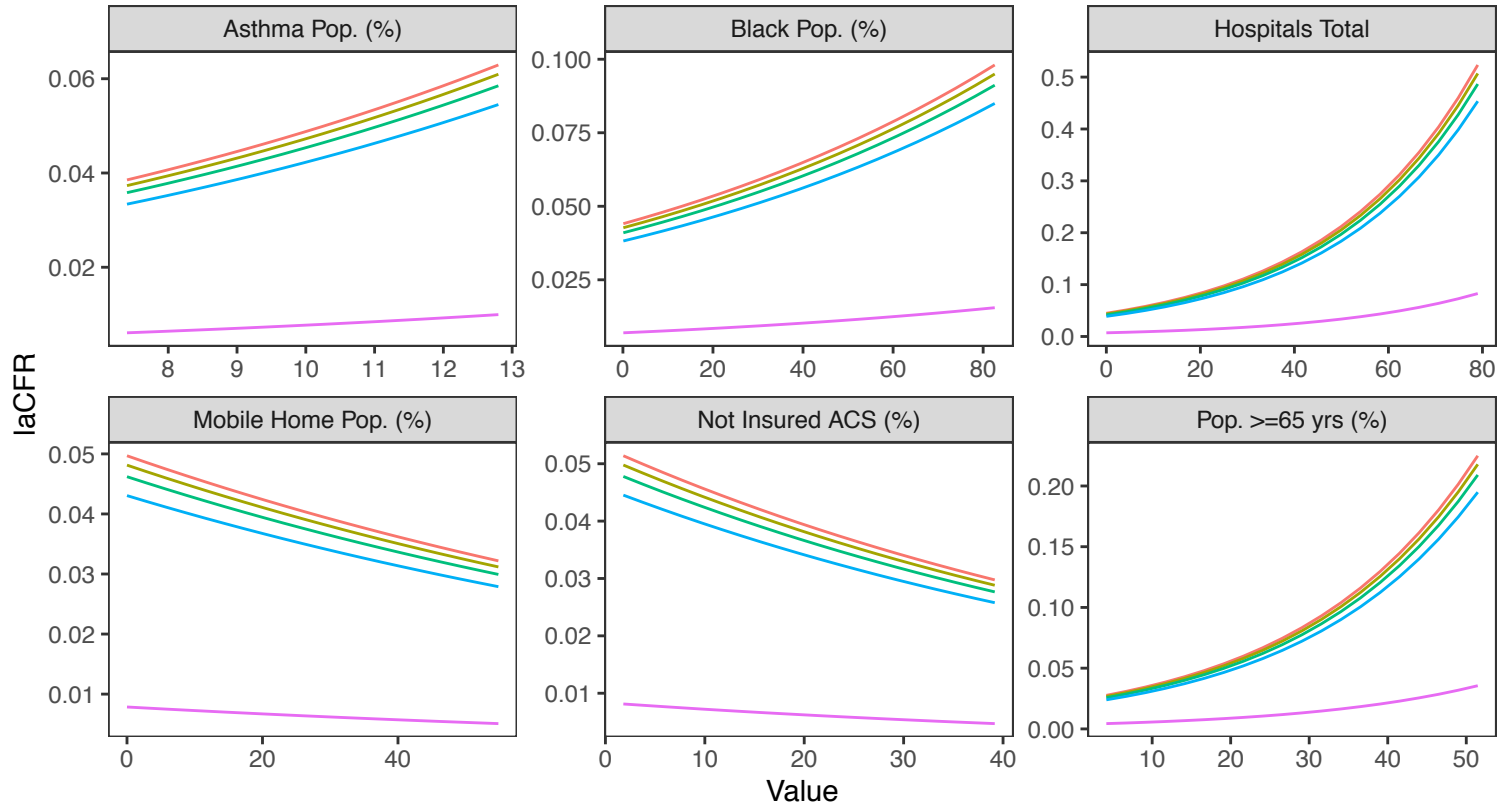 Asthma Pop. (%)
Black Pop. (%)
Hospitals Total
0.06
0.04
0.02
8 9 10 11 12 13
0.100
0.075
0.050
0.025
0 20 40 60 80
0.5
0.4
0.3
0.2
0.1
0.0
0 20 40 60 80
laCFR
Mobile Home Pop. (%)
Not Insured ACS (%)
Pop. >=65 yrs (%)
0.05
0.04
0.03
0.02
0.01
0 20 40
0.05
0.04
0.03
0.02
0.01
0 10 20 30 40
0.20
0.15
0.10
0.05
0.00
10 20 30 40 50
Value